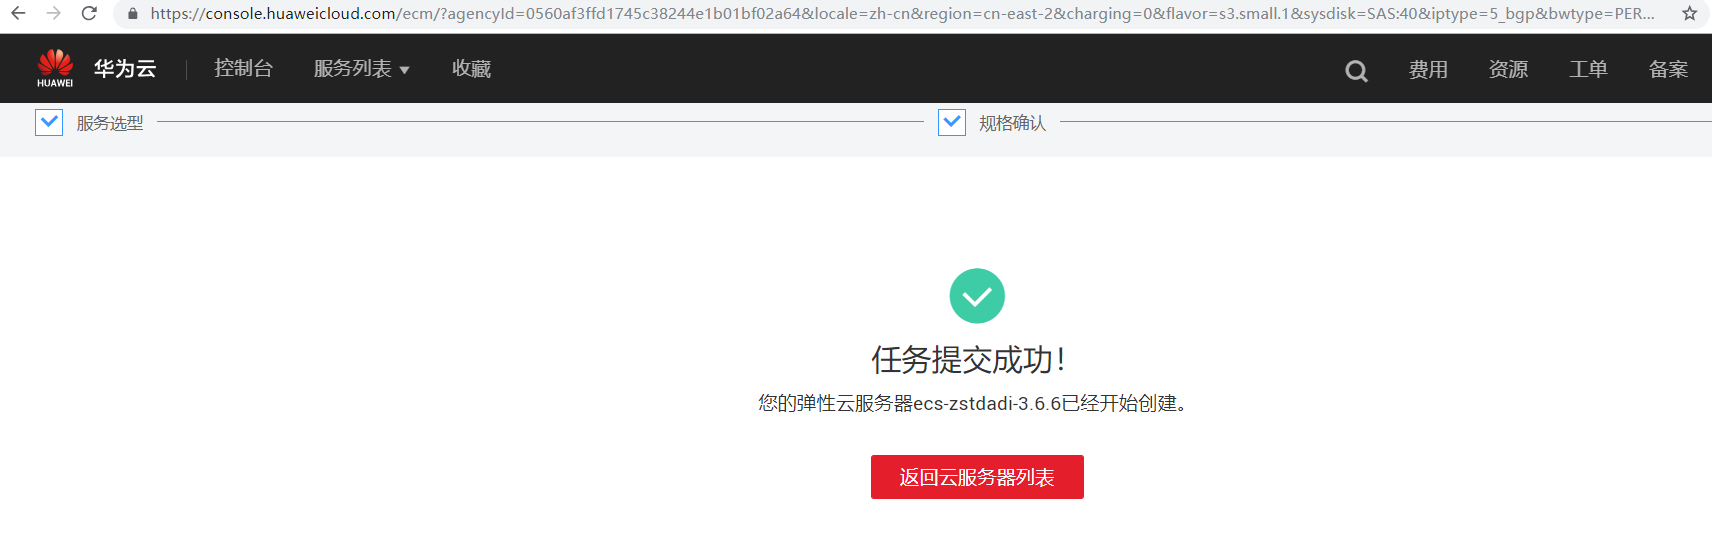 https://console.huaweicloud.com/ecm/?agencyId=0560af3ffd1745c38244e1b01bf02a64&locale=zh-cn&region=cn-east-2&charging=0&flavor=s3.small.1&sysdisk=SAS:40&iptype=5_bgp&bwtype=PER...
HUAWEI 华为云 控制台 服务列表 收藏 费用 资源 工单 备案
服务选型 规格确认
任务提交成功!
您的弹性云服务器ecs-zstdadi-3.6.6已经开始创建。
返回云服务器列表